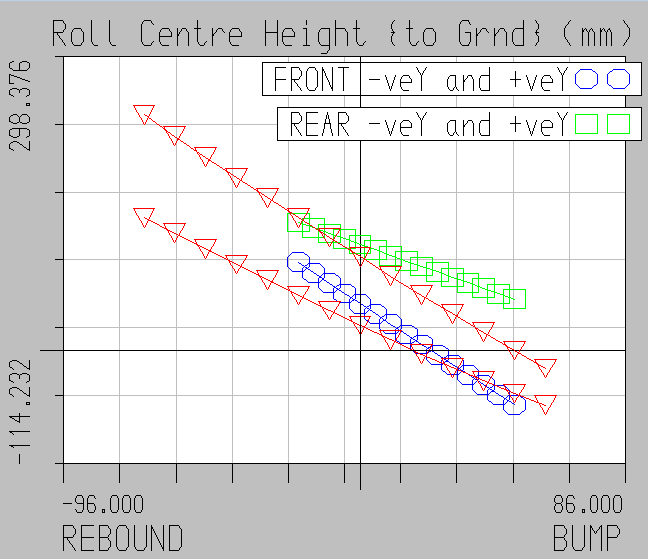 Roll Centre Height {to Grnd} (mm)
298.376
FRONT -veY and +veY
REAR -veY and +veY
-114.232
-96.000 86.000
REBOUND BUMP